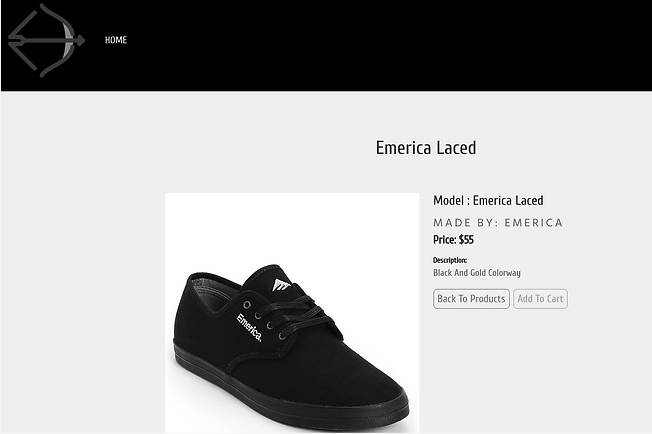 HOME
Emerica Laced
Model : Emerica Laced
MADE BY: EMERICA
Price: $55
Description:
Black And Gold Colorway
Back To Products
Add To Cart
Emerica.